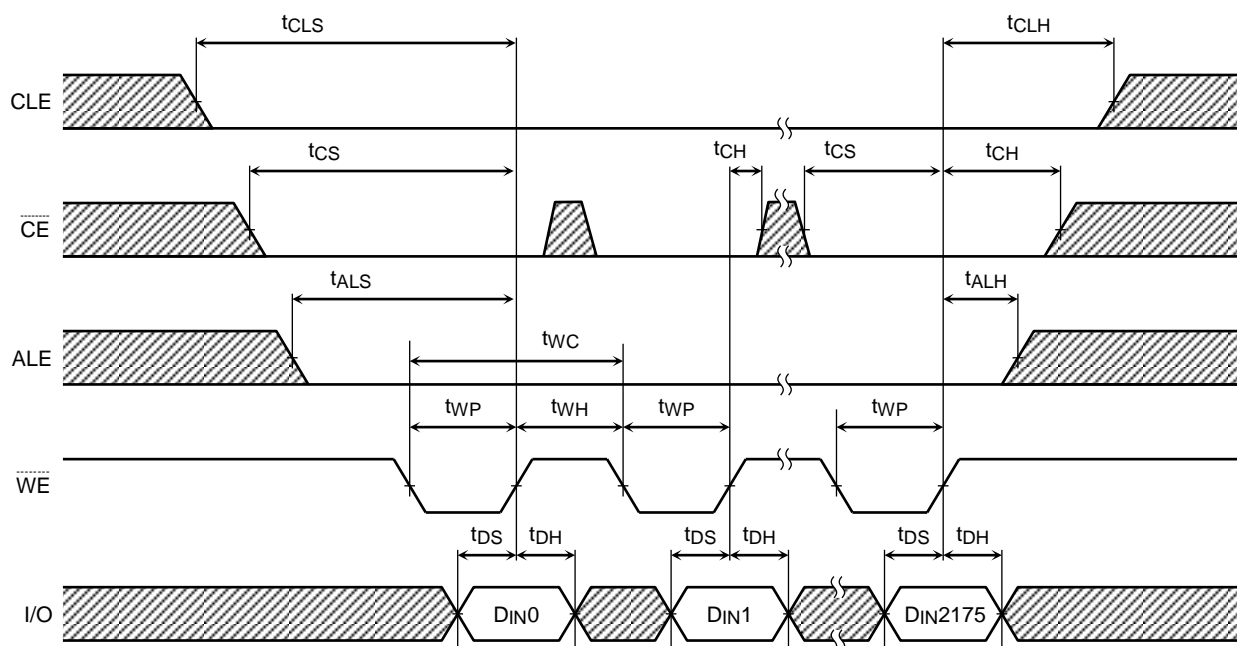 tCLS tCLH
CLE
tCS tCH tCS tCH
CE
tALS tALH
ALE
tWC
tWP tWH tWP tWP
WE
tDS tDH tDS tDH tDS tDH
I/O DIN0 DIN1 DIN2175